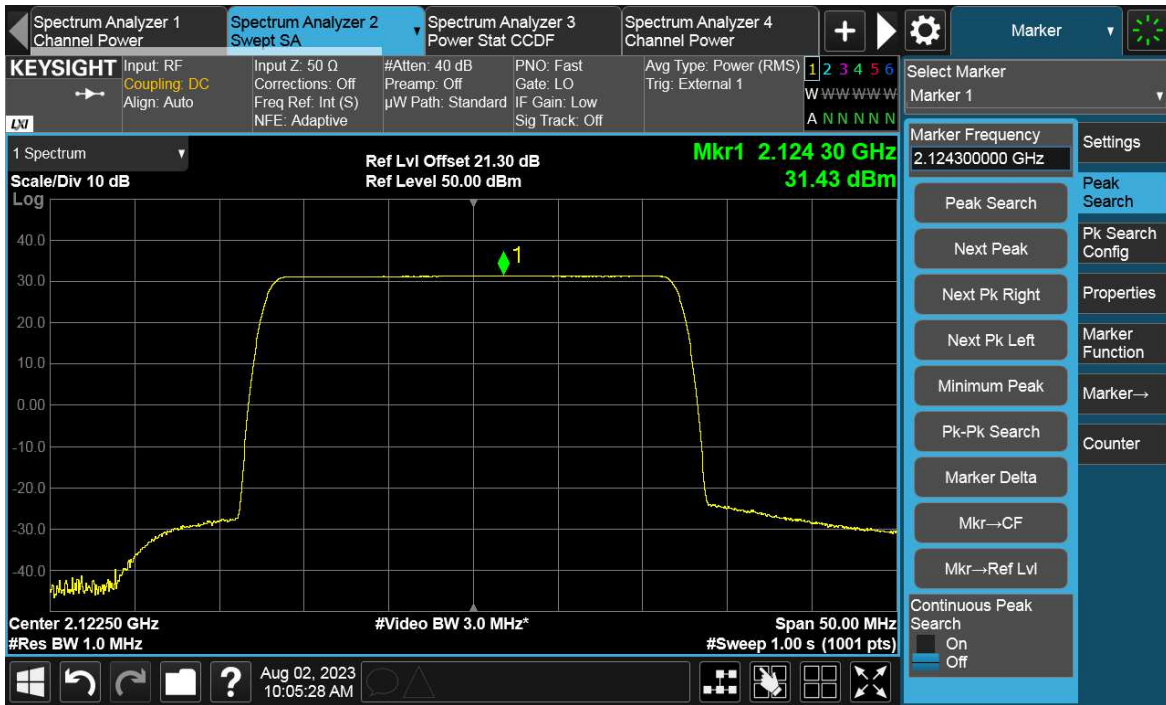 Spectrum Analyzer 1
Channel Power
Spectrum Analyzer 2
Swept SA
Spectrum Analyzer 3
Power Stat CCDF
Spectrum Analyzer 4
Channel Power
+
Marker
KEYSIGHT
LXI
Input: RF
Coupling: DC
Align: Auto
Input Z: 50 Ω
Corrections: Off
Freq Ref: Int (S)
NFE: Adaptive
#Atten: 40 dB
Preamp: Off
µW Path: Standard
PNO: Fast
Gate: LO
IF Gain: Low
Sig Track: Off
Avg Type: Power (RMS)
Trig: External 1
1 2 3 4 5 6
W W W W W W
A N N N N N
1 Spectrum
Scale/Div 10 dB
Log
Ref Lvl Offset 21.30 dB
Ref Level 50.00 dBm
Mkr1 2.124 30 GHz
31.43 dBm
1
40.0
30.0
20.0
10.0
0.00
-10.0
-20.0
-30.0
-40.0
Center 2.12250 GHz
#Res BW 1.0 MHz
#Video BW 3.0 MHz*
Span 50.00 MHz
#Sweep 1.00 s (1001 pts)
Select Marker
Marker 1
Marker Frequency
2.124300000 GHz
Peak Search
Next Peak
Next Pk Right
Next Pk Left
Minimum Peak
Pk-Pk Search
Marker Delta
Mkr→CF
Mkr→Ref Lvl
Continuous Peak
Search
On
Off
Settings
Peak
Search
Pk Search
Config
Properties
Marker
Function
Marker→
Counter
?
Aug 02, 2023
10:05:28 AM